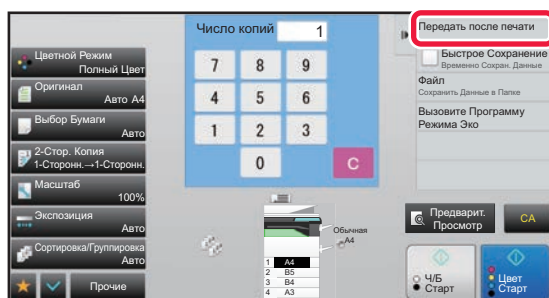 Число копий
1
Передать после печати
Цветной Режим
Полный Цвет
Оригинал
Авто A4
Выбор Бумаги
Авто
2-Стор. Копия
1-Сторонн.→1-Сторонн.
Масштаб
100%
Экспозиция
Авто
Сортировка/Группировка
Авто
Прочие
7 8 9
4 5 6
1 2 3
0 C
Обычная
A4
1 A4
2 B5
3 B4
4 A3
Быстрое Сохранение
Временно Сохран. Данные
Файл
Сохранить Данные в Папке
Вызовите Программу
Режима Эко
Предварит.
Просмотр
CA
Ч/Б
Старт
Цвет
Старт